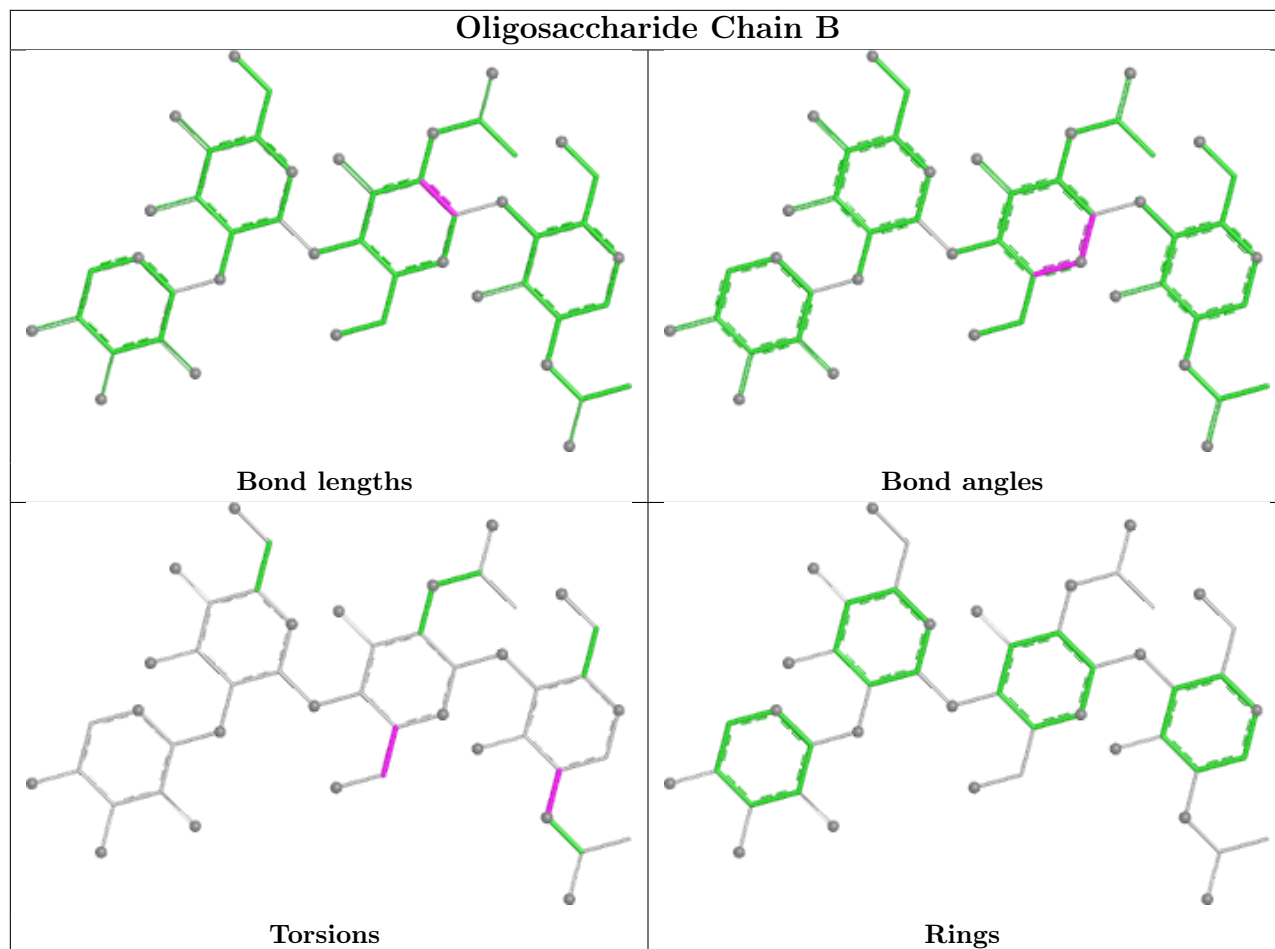 Oligosaccharide Chain B
Bond lengths
Bond angles
Torsions
Rings